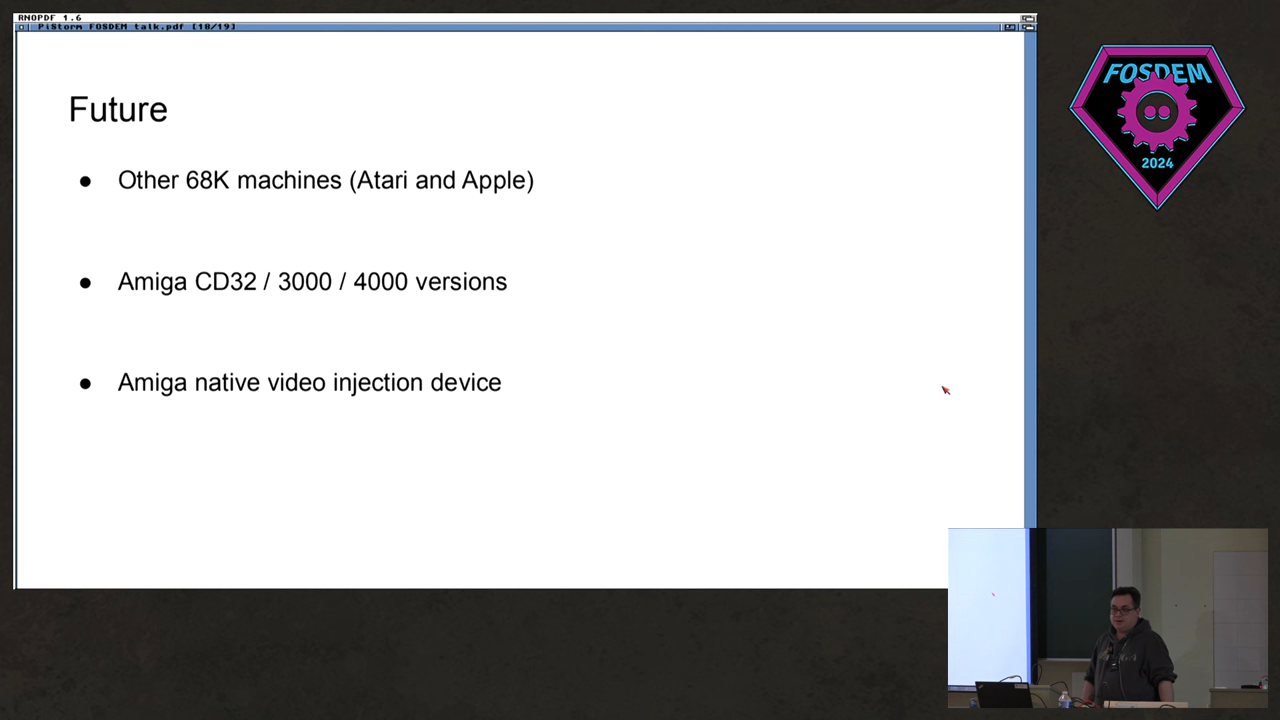 RNOPDF 1.6
PiStorm FOSDEM talk.pdf [18/19]
Future
● Other 68K machines (Atari and Apple)
● Amiga CD32 / 3000 / 4000 versions
● Amiga native video injection device
FOSDEM
2024